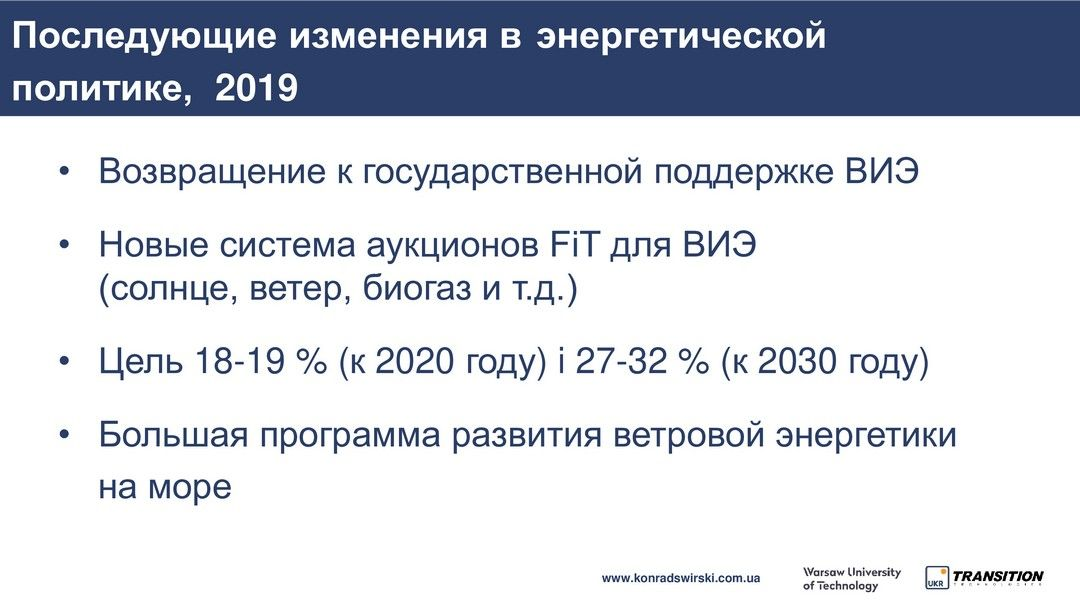 Последующие изменения в энергетической
политике, 2019
• Возвращение к государственной поддержке ВИЭ
• Новые система аукционов FiT для ВИЭ
(солнце, ветер, биогаз и т.д.)
• Цель 18-19 % (к 2020 году) і 27-32 % (к 2030 году)
• Большая программа развития ветровой энергетики
на море
www.konradswirski.com.ua
Warsaw University
of Technology
UKR TRANSITION
TECHNOLOGIES